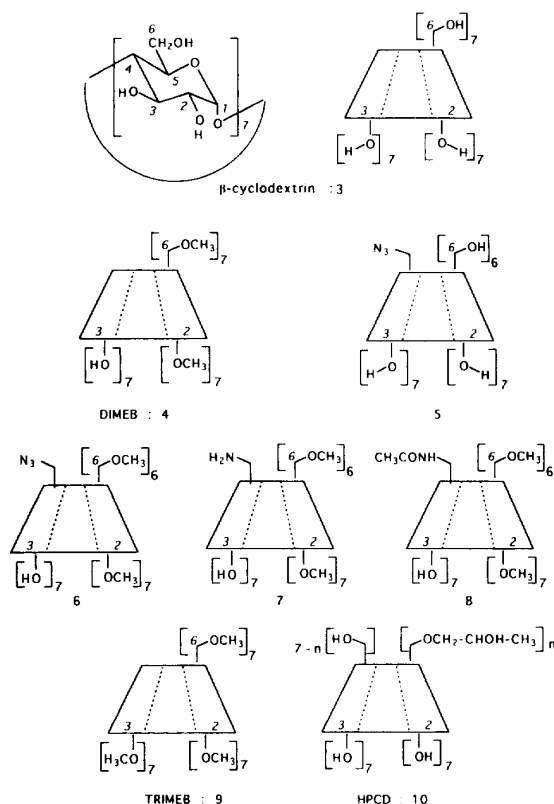 6
CH₂OH
4
5
O
HO
3
2
1
O
H
O
7
[6 OH]₇
3
2
[H-O]₇
[O-H]₇
β-cyclodextrin : 3
[6 OCH₃]₇
3
2
[HO]₇
[OCH₃]₇
DIMEB : 4
N₃
[6 OH]₆
3
2
[H-O]₇
[O-H]₇
5
N₃
[6 OCH₃]₆
3
2
[HO]₇
[OCH₃]₇
6
H₂N
[6 OCH₃]₆
3
2
[HO]₇
[OCH₃]₇
7
CH₃CONH
[6 OCH₃]₆
3
2
[HO]₇
[OCH₃]₇
8
[6 OCH₃]₇
3
2
[H₃CO]₇
[OCH₃]₇
TRIMEB : 9
7-n [HO]
[OCH₂-CHOH-CH₃]n
3
2
[HO]₇
[OH]₇
HPCD : 10